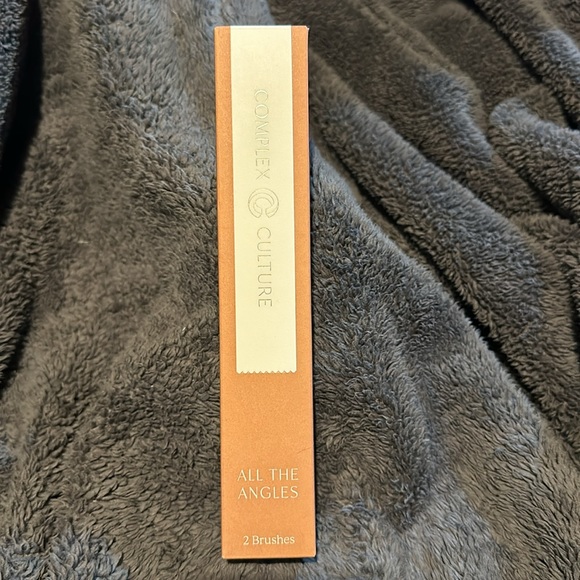 COMPLEX CULTURE
ALL THE
ANGLES
2 Brushes